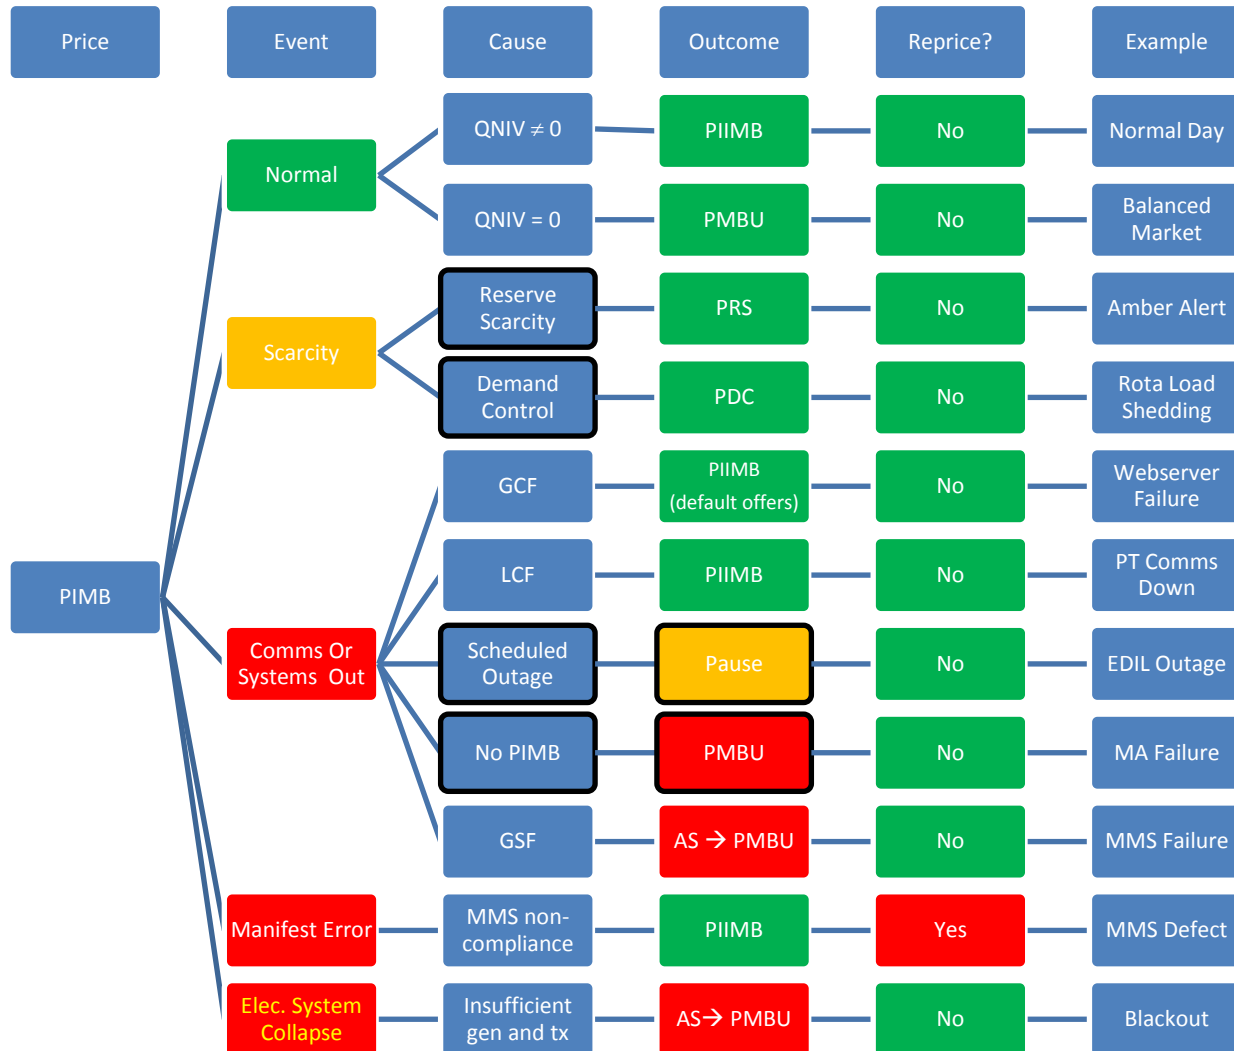 Price
Event
Cause
Outcome
Reprice?
Example
QNIV ≠ 0
PIIMB
No
Normal Day
Normal
QNIV = 0
PMBU
No
Balanced
Market
Reserve
Scarcity
PRS
No
Amber Alert
Scarcity
Demand
Control
PDC
No
Rota Load
Shedding
GCF
PIIMB
(default offers)
No
Webserver
Failure
PIMB
LCF
PIIMB
No
PT Comms
Down
Comms Or
Systems Out
Scheduled
Outage
Pause
No
EDIL Outage
No PIMB
PMBU
No
MA Failure
GSF
AS → PMBU
No
MMS Failure
Manifest Error
MMS non-
compliance
PIIMB
Yes
MMS Defect
Elec. System
Collapse
Insufficient
gen and tx
AS→ PMBU
No
Blackout